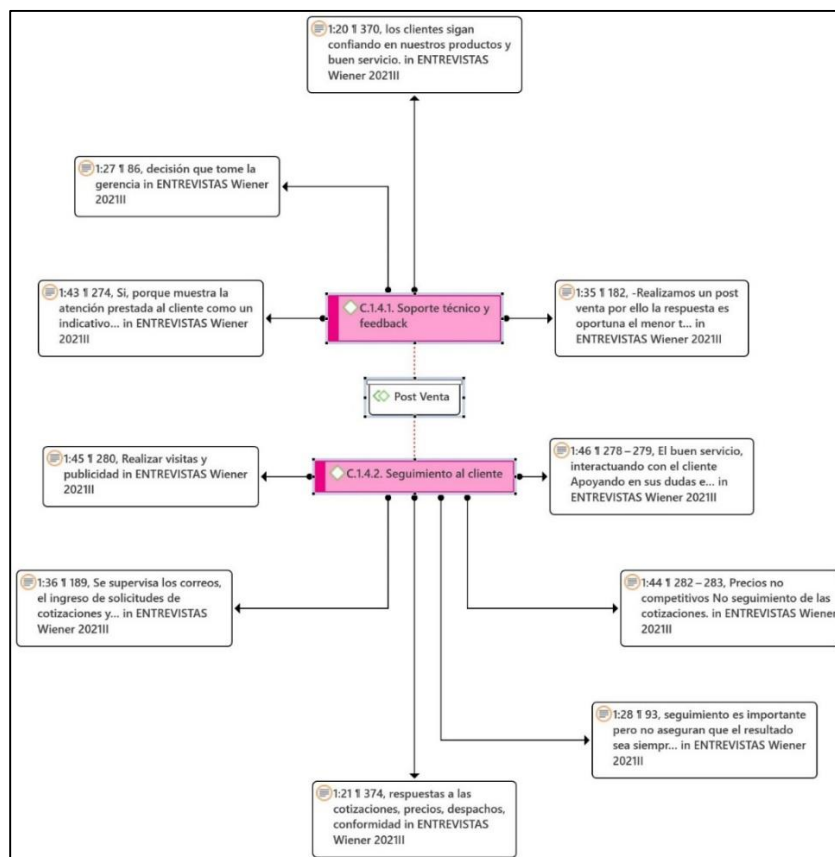 1:20 ¶ 370, los clientes sigan
confiando en nuestros productos y
buen servicio. in ENTREVISTAS
Wiener 2021II
1:27 ¶ 86, decisión que tome la
gerencia in ENTREVISTAS Wiener
2021II
1:43 ¶ 274, Si, porque muestra la
atención prestada al cliente como un
indicativo... in ENTREVISTAS Wiener
2021II
C.1.4.1. Soporte técnico y
feedback
1:35 ¶ 182, -Realizamos un post
venta por ello la respuesta es
oportuna el menor t... in
ENTREVISTAS Wiener 2021II
Post Venta
1:45 ¶ 280, Realizar visitas y
publicidad in ENTREVISTAS Wiener
2021II
C.1.4.2. Seguimiento al cliente
1:46 ¶ 278 – 279, El buen servicio,
interactuando con el cliente
Apoyando en sus dudas e... in
ENTREVISTAS Wiener 2021II
1:36 ¶ 189, Se supervisa los correos,
el ingreso de solicitudes de
cotizaciones y... in ENTREVISTAS
Wiener 2021II
1:44 ¶ 282 – 283, Precios no
competitivos No seguimiento de las
cotizaciones. in ENTREVISTAS Wiener
2021II
1:28 ¶ 93, seguimiento es importante
pero no aseguran que el resultado
sea siempr... in ENTREVISTAS Wiener
2021II
1:21 ¶ 374, respuestas a las
cotizaciones, precios, despachos,
conformidad in ENTREVISTAS
Wiener 2021II